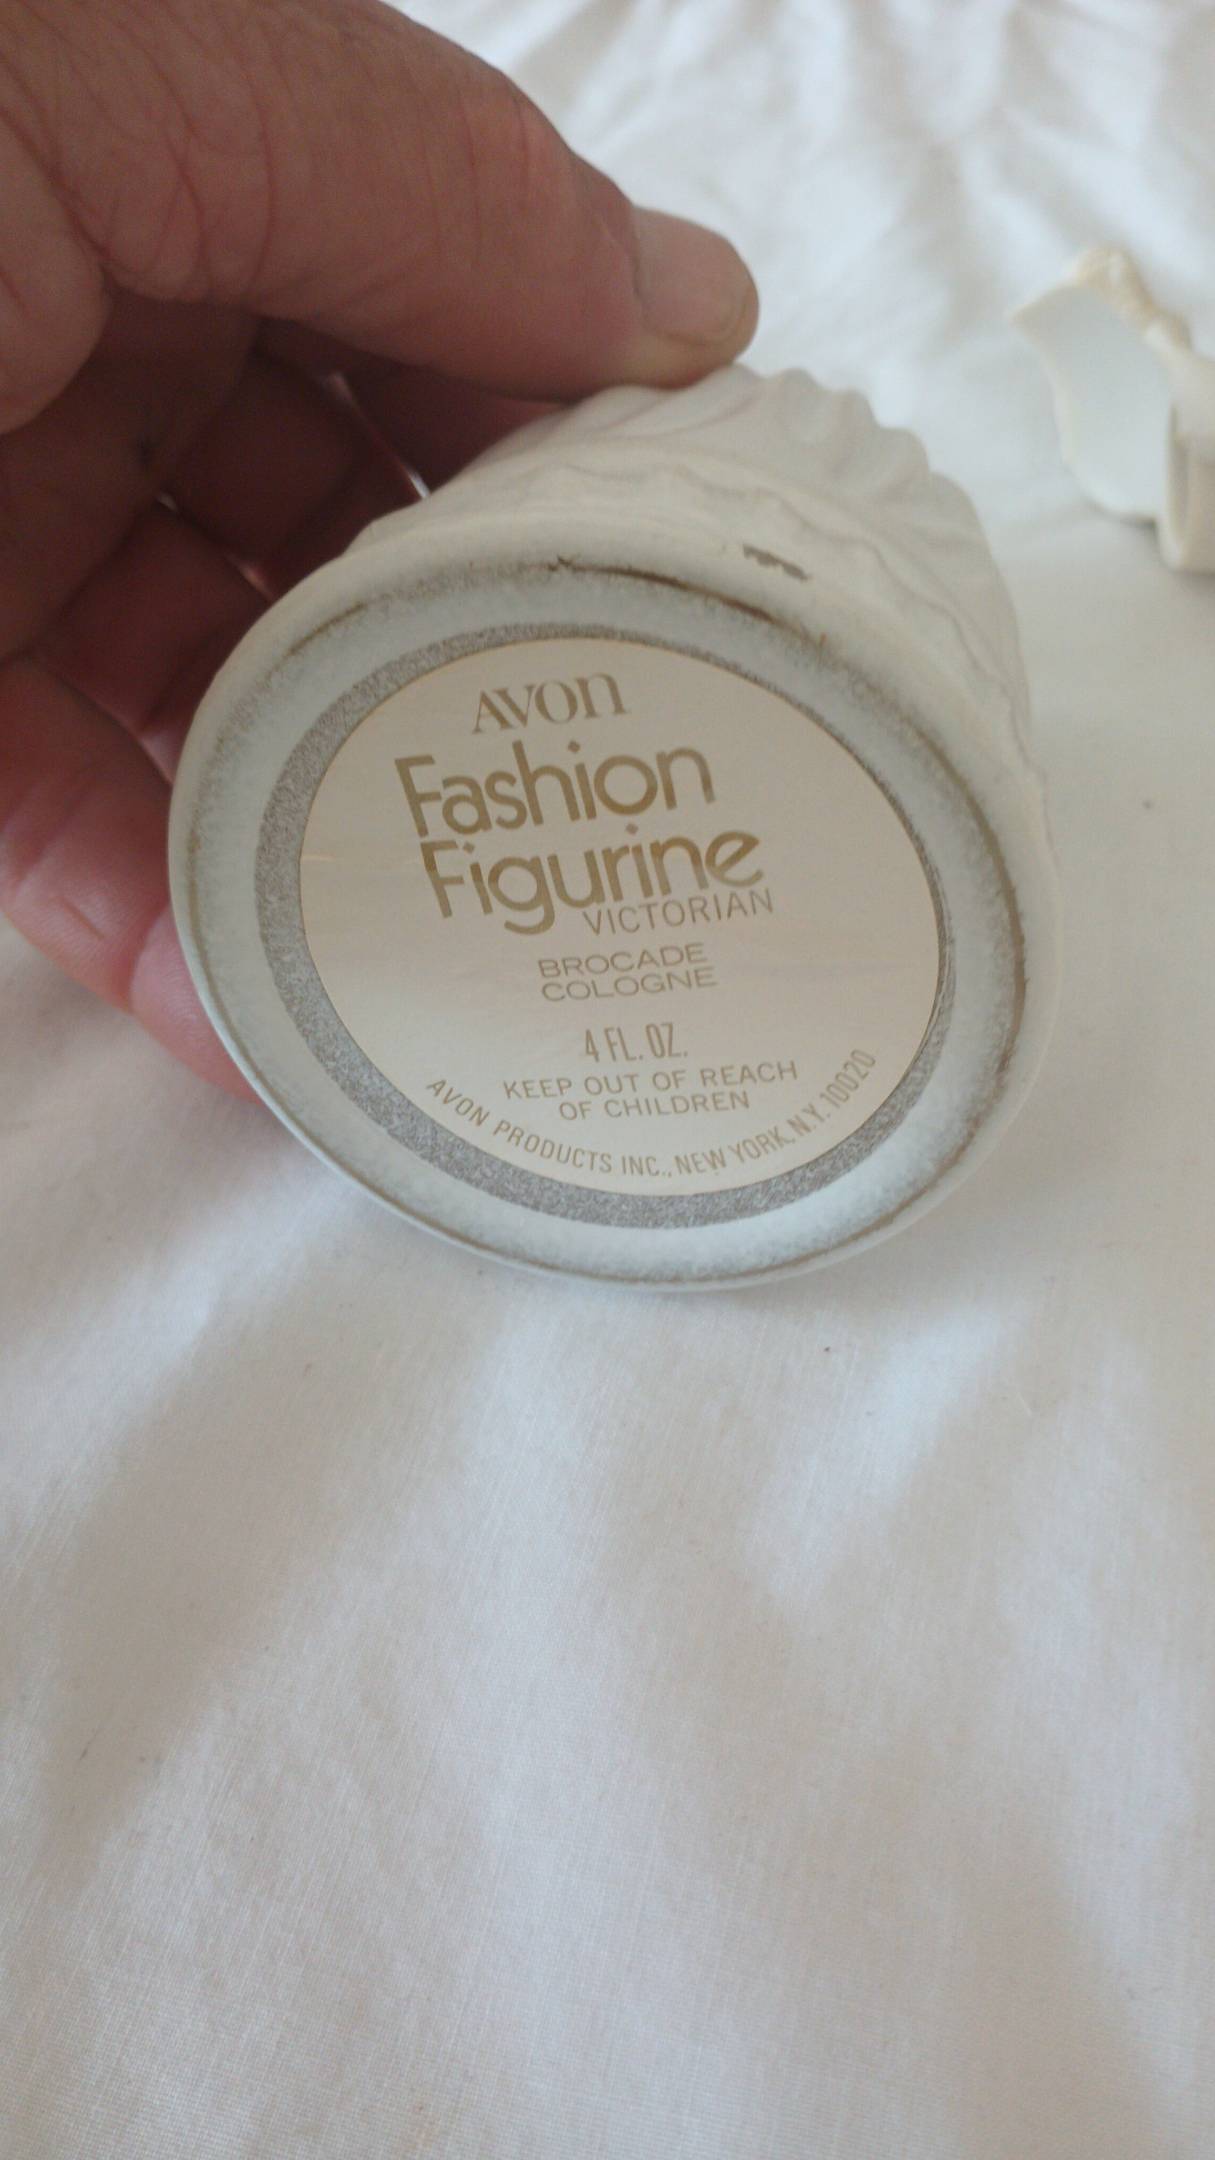 AVON
Fashion
Figurine
VICTORIAN
BROCADE
COLOGNE
4 FL. OZ.
KEEP OUT OF REACH
OF CHILDREN
AVON PRODUCTS INC., NEW YORK, N.Y. 10020